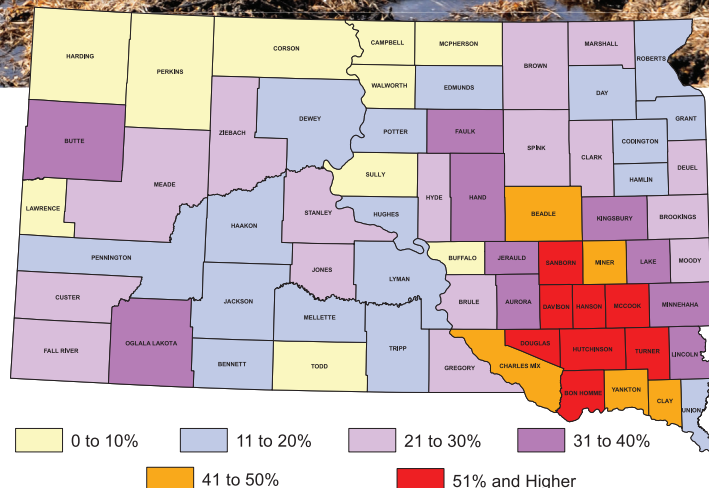 HARDING
PERKINS
CORSON
CAMPBELL
MCPHERSON
BROWN
MARSHALL
ROBERTS
WALWORTH
EDMUNDS
DAY
GRANT
BUTTE
ZIEBACH
DEWEY
POTTER
FAULK
SPINK
CLARK
CODINGTON
DEUEL
HAMLIN
MEADE
SULLY
HYDE
HAND
BEADLE
KINGSBURY
BROOKINGS
LAWRENCE
HAAKON
STANLEY
HUGHES
PENNINGTON
JONES
LYMAN
BUFFALO
JERAULD
SANBORN
MINER
LAKE
MOODY
CUSTER
JACKSON
MELLETTE
BRULE
AURORA
DAVISON
HANSON
MCCOOK
MINNEHAHA
FALL RIVER
OGLALA LAKOTA
BENNETT
TODD
TRIPP
GREGORY
CHARLES MIX
DOUGLAS
HUTCHINSON
TURNER
LINCOLN
BON HOMME
YANKTON
CLAY
UNION
0 to 10%
11 to 20%
21 to 30%
31 to 40%
41 to 50%
51% and Higher